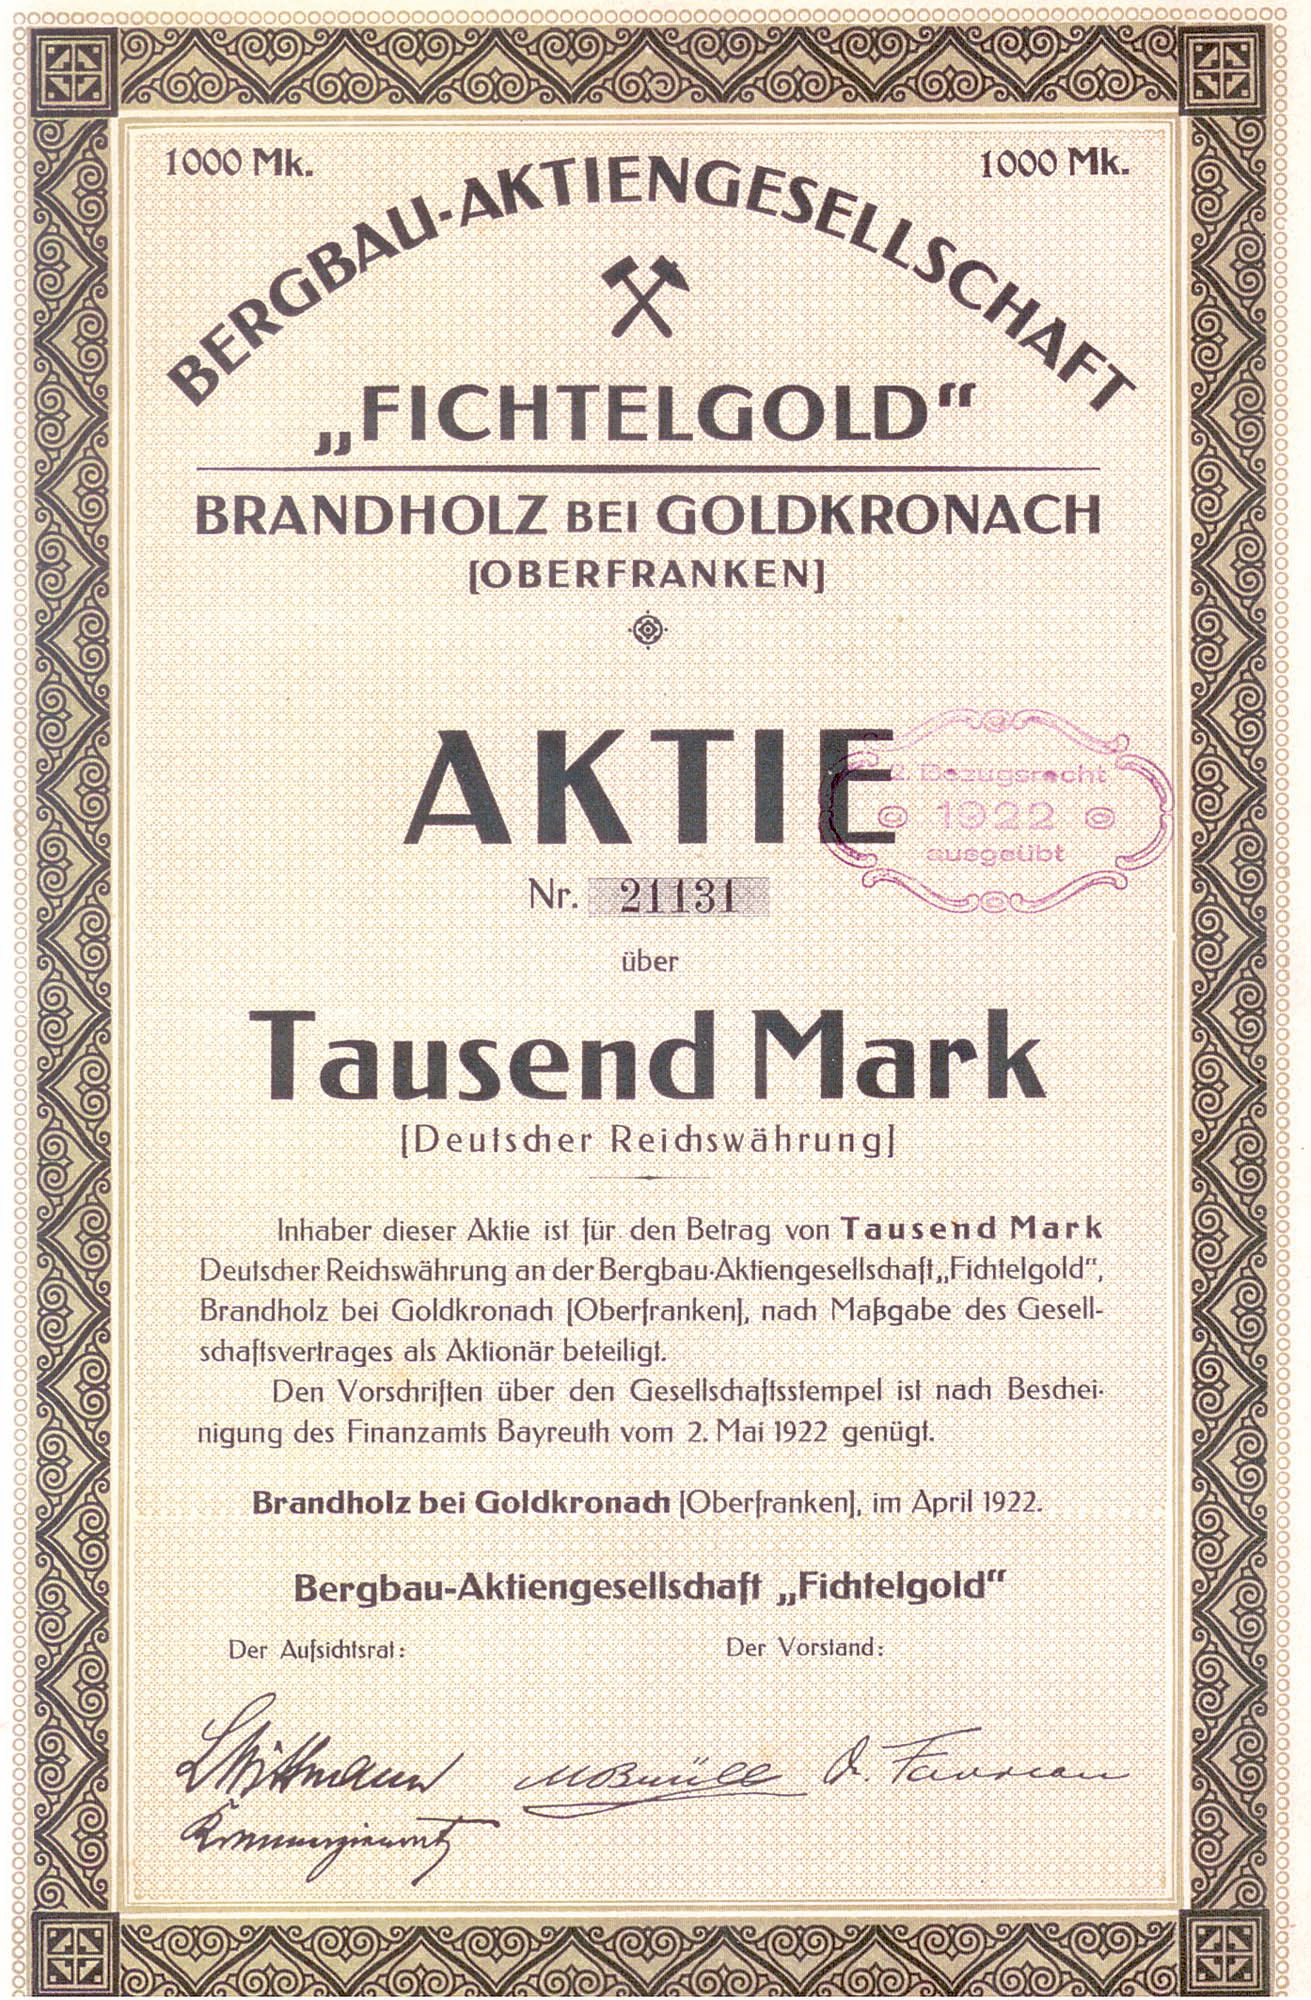 1000 Mk. 1000 Mk.
BERGBAU-AKTIENGESELLSCHAFT
„FICHTELGOLD“
BRANDHOLZ BEI GOLDKRONACH
[OBERFRANKEN]
AKTIE
2. Bezugsrecht
1922
ausgeübt
Nr. 21131
über
Tausend Mark
[Deutscher Reichswährung]
Inhaber dieser Aktie ist für den Betrag von Tausend Mark
Deutscher Reichswährung an der Bergbau-Aktiengesellschaft „Fichtelgold“,
Brandholz bei Goldkronach [Oberfranken], nach Maßgabe des Gesell-
schaftsvertrages als Aktionär beteiligt.
Den Vorschriften über den Gesellschaftsstempel ist nach Beschei-
nigung des Finanzamts Bayreuth vom 2. Mai 1922 genügt.
Brandholz bei Goldkronach [Oberfranken], im April 1922.
Bergbau-Aktiengesellschaft „Fichtelgold“
Der Aufsichtsrat: Der Vorstand:
Kommerzienrat